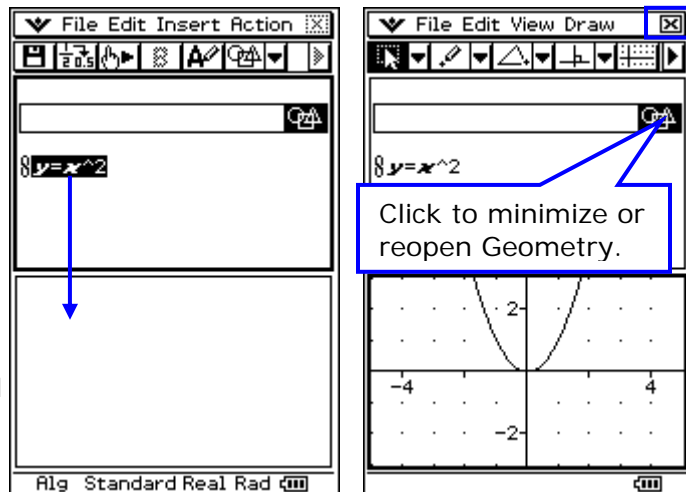 File Edit Insert Action
y=x^2
Alg Standard Real Rad
File Edit View Draw
y=x^2
Click to minimize or
reopen Geometry.
2
-4
4
-2